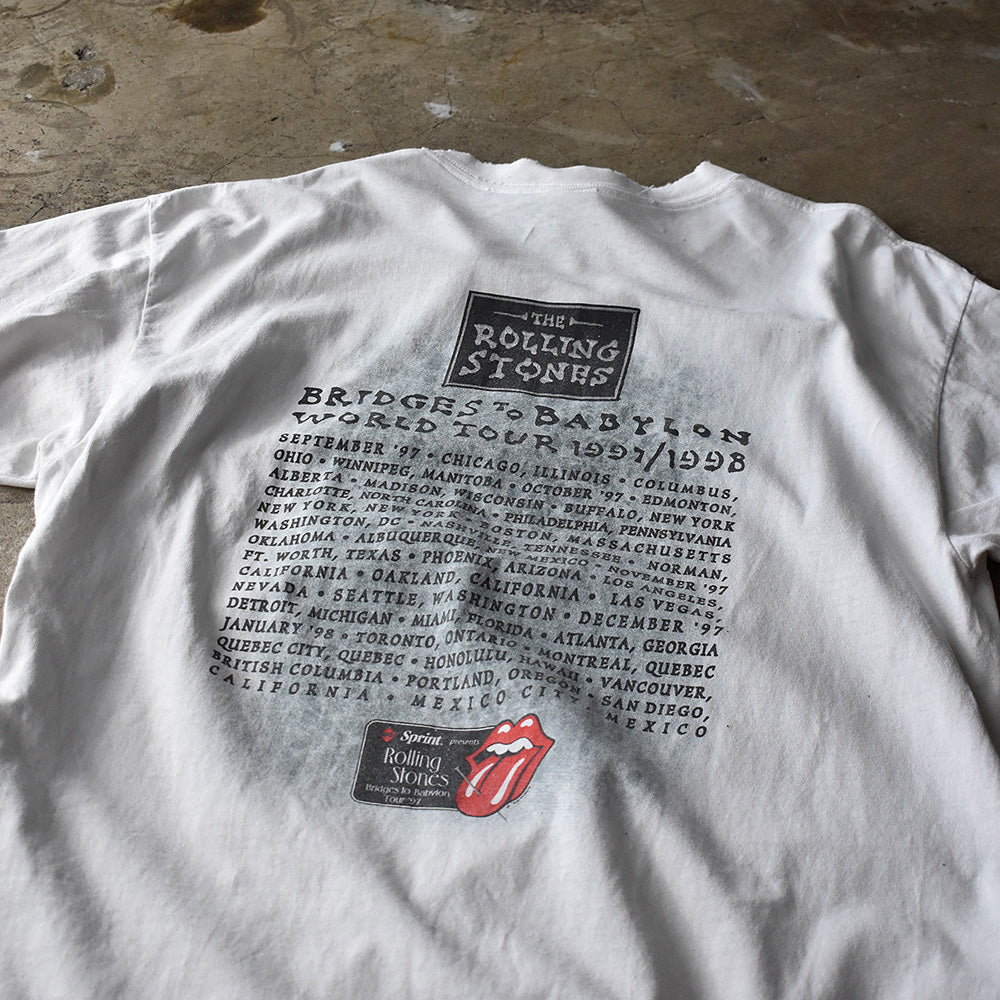 THE
ROLLING
STONES
BRIDGES TO BABYLON
WORLD TOUR 1997/1998
SEPTEMBER '97 • CHICAGO, ILLINOIS • COLUMBUS,
OHIO • WINNIPEG, MANITOBA • OCTOBER '97 • EDMONTON,
ALBERTA • MADISON, WISCONSIN • BUFFALO, NEW YORK
CHARLOTTE, NORTH CAROLINA • PHILADELPHIA, PENNSYLVANIA
NEW YORK, NEW YORK • BOSTON, MASSACHUSETTS
WASHINGTON, DC • NASHVILLE, TENNESSEE • NORMAN,
OKLAHOMA • ALBUQUERQUE, NEW MEXICO • NOVEMBER '97
FT. WORTH, TEXAS • PHOENIX, ARIZONA • LOS ANGELES,
CALIFORNIA • OAKLAND, CALIFORNIA • LAS VEGAS,
NEVADA • SEATTLE, WASHINGTON • DECEMBER '97
DETROIT, MICHIGAN • MIAMI, FLORIDA • ATLANTA, GEORGIA
JANUARY '98 • TORONTO, ONTARIO • MONTREAL, QUEBEC
QUEBEC CITY, QUEBEC • HONOLULU, HAWAII • VANCOUVER,
BRITISH COLUMBIA • PORTLAND, OREGON • SAN DIEGO,
CALIFORNIA • MEXICO CITY, MEXICO
Sprint. presents
Rolling
Stones
Bridges to Babylon
Tour '97